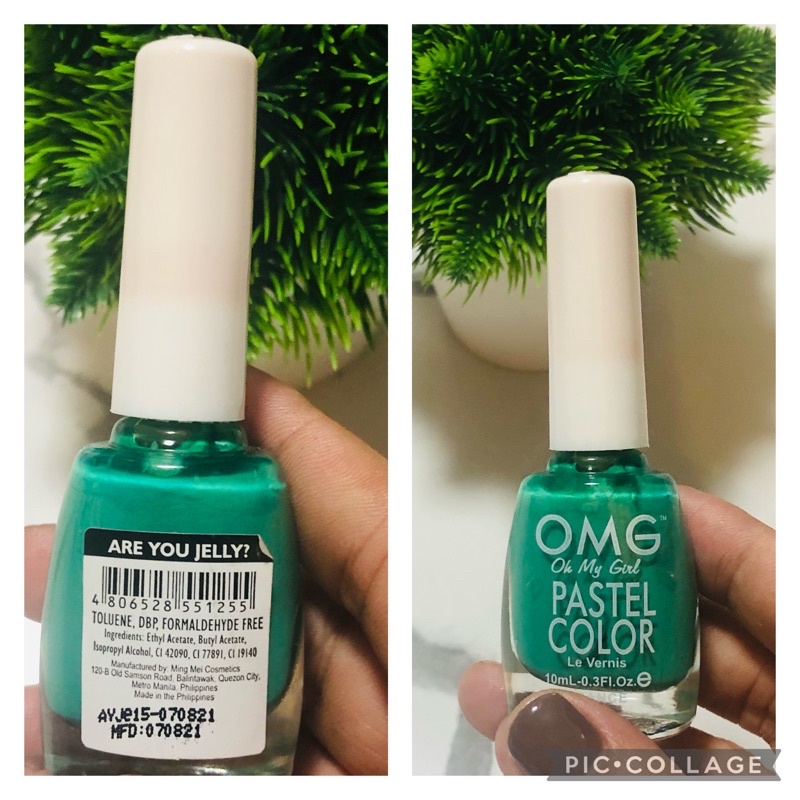 ARE YOU JELLY?
4 806528 551255
TOLUENE, DBP, FORMALDEHYDE FREE
Ingredients: Ethyl Acetate, Butyl Acetate,
Isopropyl Alcohol, CI 42090, CI 77891, CI 19140
Manufactured by: Ming Mei Cosmetics
120-B Old Samson Road, Balintawak, Quezon City,
Metro Manila, Philippines
Made in the Philippines
AYJe15-070821
MFD:070821
OMG™
Oh My Girl
PASTEL
COLOR
Le Vernis
10mL-0.3Fl.Oz.e
PIC•COLLAGE